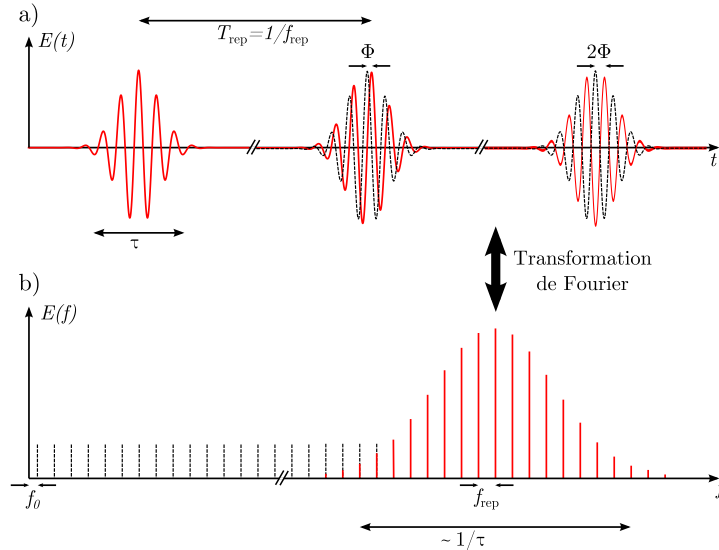 a)
E(t)
T_rep=1/f_rep
Φ
2Φ
t
τ
Transformation
de Fourier
b)
E(f)
f_0
f_rep
~ 1/τ